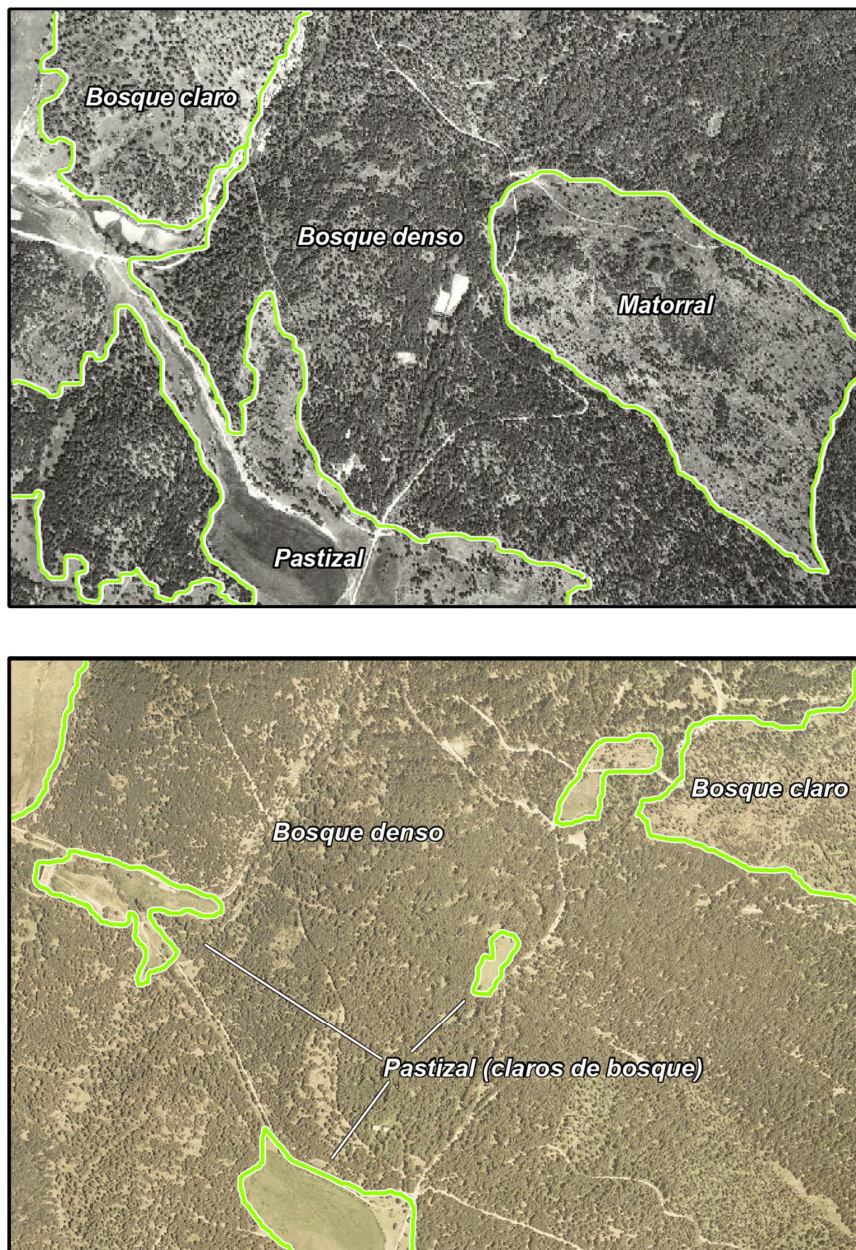 Bosque claro
Bosque denso
Matorral
Pastizal
Bosque claro
Bosque denso
Pastizal (claros de bosque)